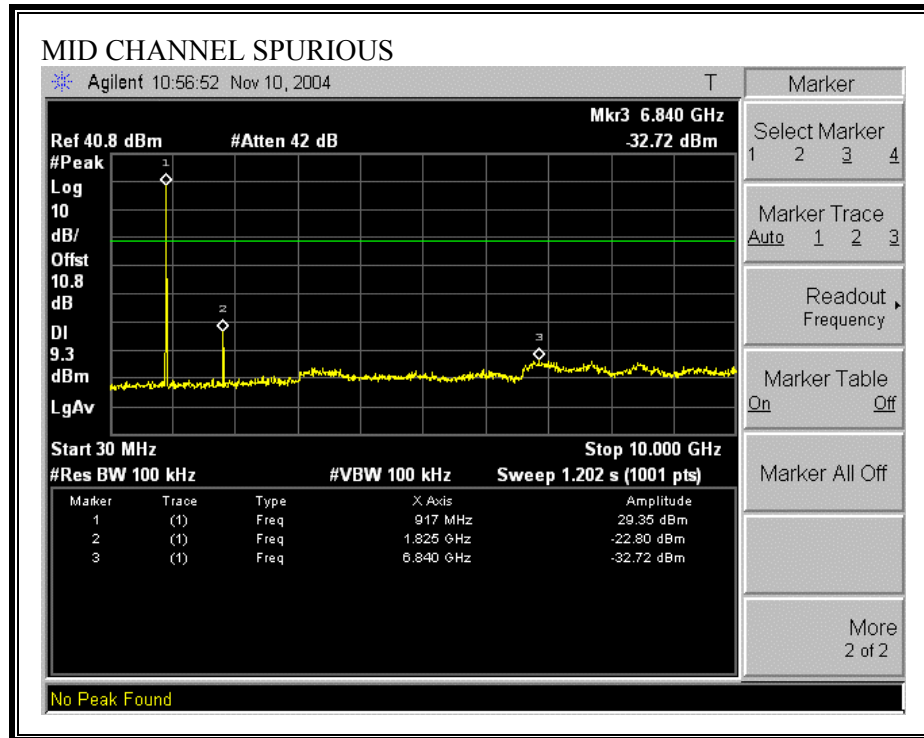 MID CHANNEL SPURIOUS
Agilent 10:56:52 Nov 10, 2004 T
Mkr3 6.840 GHz
Ref 40.8 dBm #Atten 42 dB -32.72 dBm
#Peak
Log
10
dB/
Offst
10.8
dB
DI
9.3
dBm
LgAv
1
2
3
Start 30 MHz Stop 10.000 GHz
#Res BW 100 kHz #VBW 100 kHz Sweep 1.202 s (1001 pts)
Marker Trace Type X Axis Amplitude
1 (1) Freq 917 MHz 29.35 dBm
2 (1) Freq 1.825 GHz -22.80 dBm
3 (1) Freq 6.840 GHz -32.72 dBm
No Peak Found
Marker
Select Marker
1 2 3 4
Marker Trace
Auto 1 2 3
Readout
Frequency
Marker Table
On Off
Marker All Off
More
2 of 2